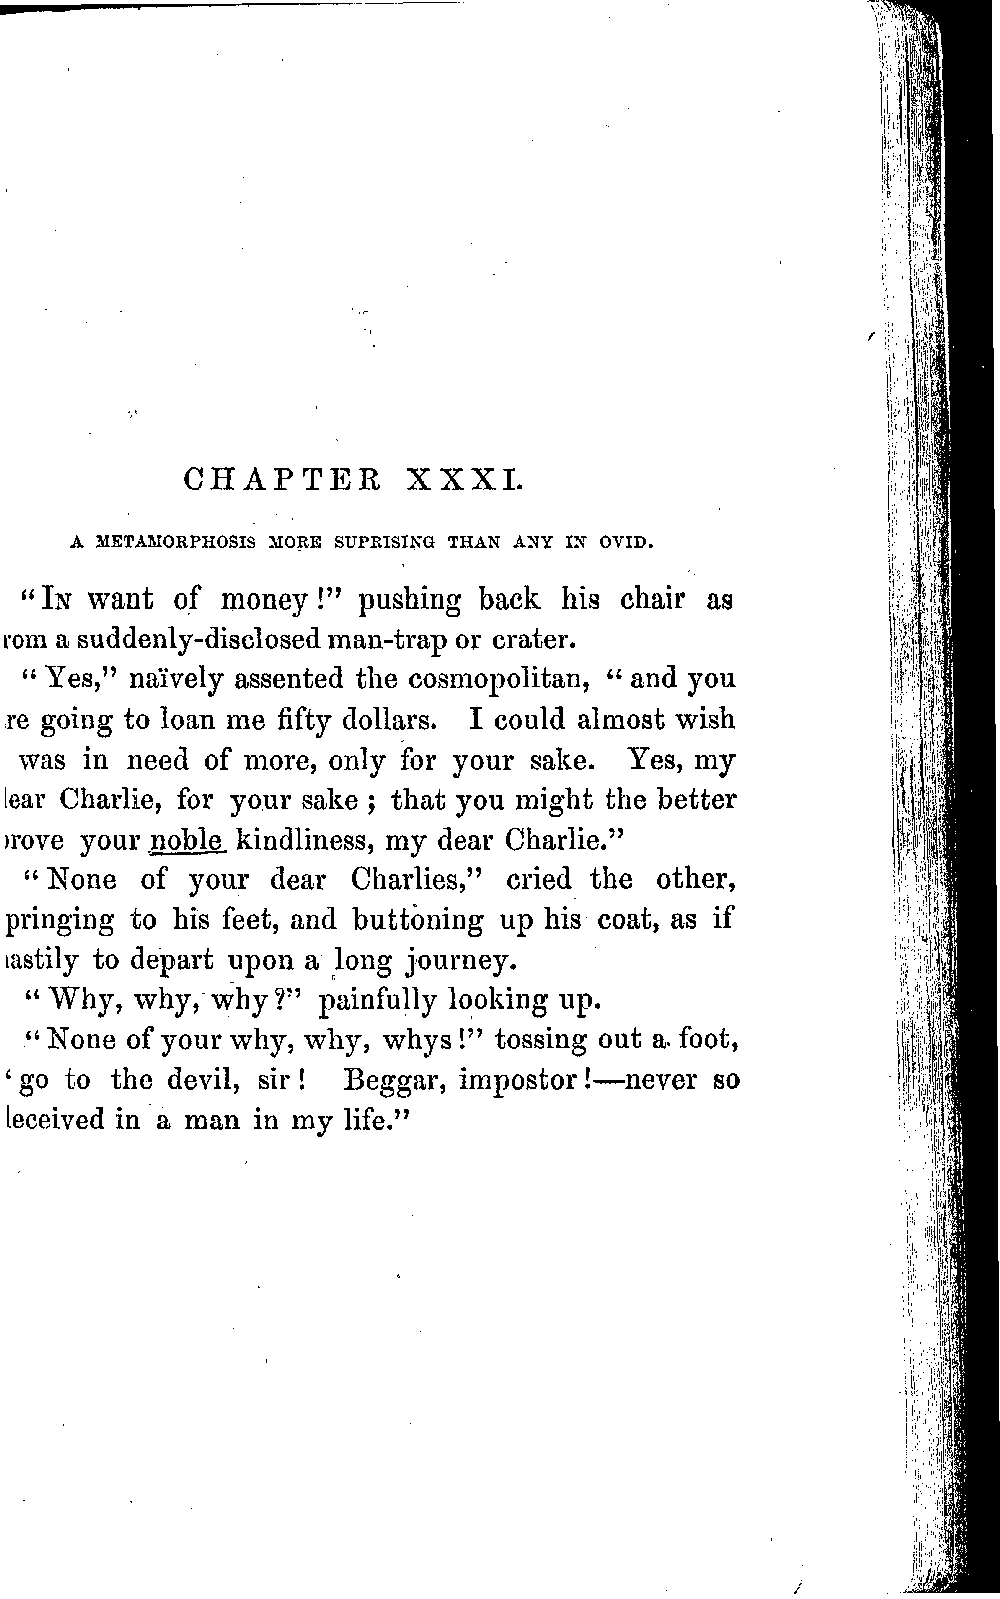 CHAPTER XXXI.
A METAMORPHOSIS MORE SUPRISING THAN ANY IN OVID.
“IN want of money!” pushing back his chair as
rom a suddenly-disclosed man-trap or crater.
“Yes,” naïvely assented the cosmopolitan, “and you
re going to loan me fifty dollars. I could almost wish
was in need of more, only for your sake. Yes, my
lear Charlie, for your sake; that you might the better
rove your noble kindliness, my dear Charlie.”
“None of your dear Charlies,” cried the other,
pringing to his feet, and buttoning up his coat, as if
astily to depart upon a long journey.
“Why, why, why?” painfully looking up.
“None of your why, why, whys!” tossing out a foot,
‘go to the devil, sir! Beggar, impostor!—never so
eceived in a man in my life.”